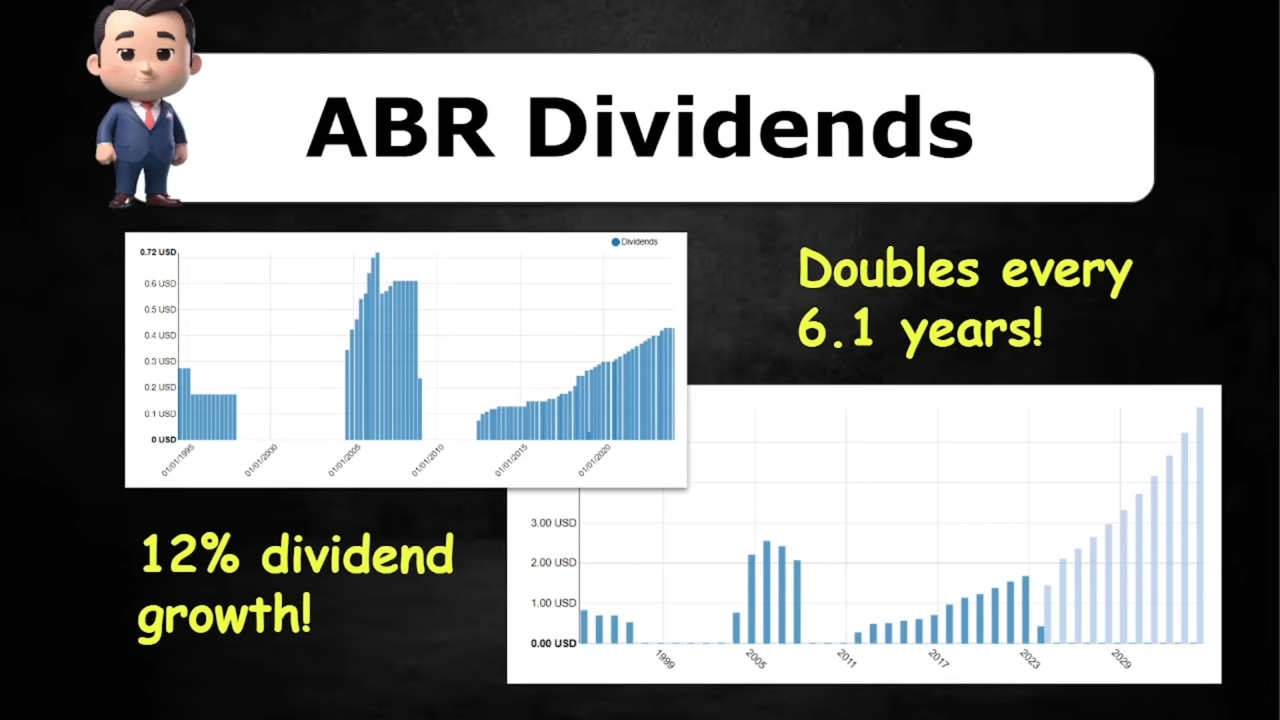 ABR Dividends
Dividends
0.72 USD
0.6 USD
0.5 USD
0.4 USD
0.3 USD
0.2 USD
0.1 USD
0 USD
01/01/1995
01/01/2000
01/01/2005
01/01/2010
01/01/2015
01/01/2020
Doubles every
6.1 years!
12% dividend
growth!
3.00 USD
2.00 USD
1.00 USD
0.00 USD
1999
2005
2011
2017
2023
2029